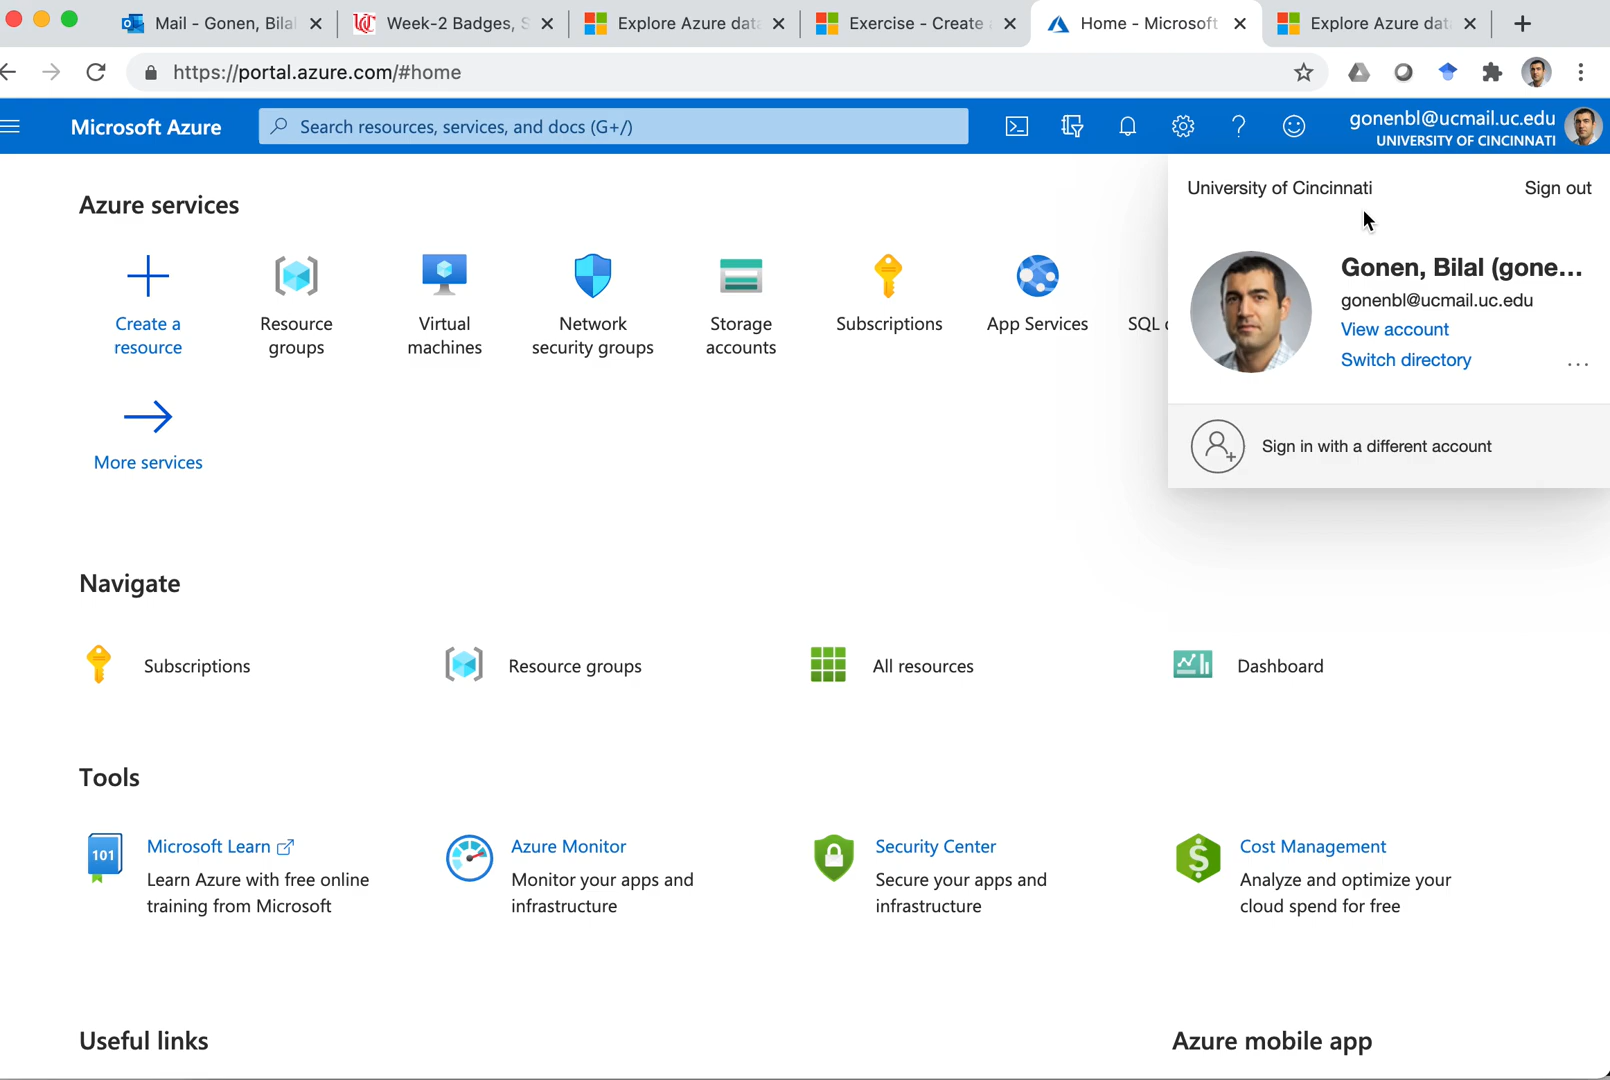 Mail - Gonen, Bilal
Week-2 Badges, S
Explore Azure data
Exercise - Create a
Home - Microsoft
Explore Azure dat
https://portal.azure.com/#home
Microsoft Azure
Search resources, services, and docs (G+/)
gonenbl@ucmail.uc.edu
UNIVERSITY OF CINCINNATI
University of Cincinnati
Sign out
Gonen, Bilal (gone...
gonenbl@ucmail.uc.edu
View account
Switch directory
...
Sign in with a different account
Azure services
Create a
resource
Resource
groups
Virtual
machines
Network
security groups
Storage
accounts
Subscriptions
App Services
SQL
More services
Navigate
Subscriptions
Resource groups
All resources
Dashboard
Tools
101
Microsoft Learn
Learn Azure with free online
training from Microsoft
Azure Monitor
Monitor your apps and
infrastructure
Security Center
Secure your apps and
infrastructure
Cost Management
Analyze and optimize your
cloud spend for free
Useful links
Azure mobile app